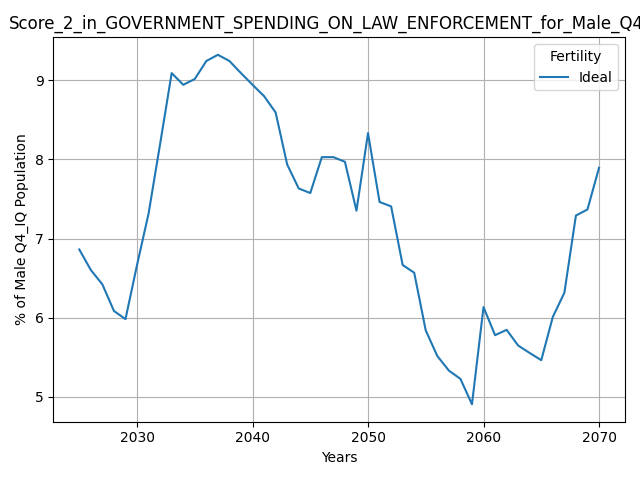 Score_2_in_GOVERNMENT_SPENDING_ON_LAW_ENFORCEMENT_for_Male_Q4
Fertility
Ideal
9
8
7
6
5
% of Male Q4_IQ Population
2030 2040 2050 2060 2070
Years